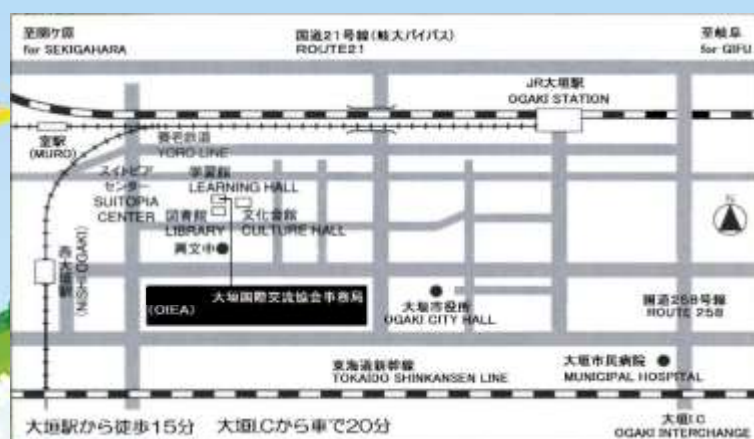 至関ケ原
for SEKIGAHARA
国道21号線(岐大バイパス)
ROUTE21
至岐阜
for GIFU
JR大垣駅
OGAKI STATION
室駅
(MURO)
養老鉄道
YORO LINE
スイトピア
センター
SUITOPIA
CENTER
学習館
LEARNING HALL
図書館
LIBRARY
文化会館
CULTURE HALL
興文中
N
西大垣駅
(NISHI OGAKI)
大垣国際交流協会事務局
(OIEA)
大垣市役所
OGAKI CITY HALL
国道258号線
ROUTE 258
東海道新幹線
TOKAIDO SHINKANSEN LINE
大垣市民病院
MUNICIPAL HOSPITAL
大垣駅から徒歩15分 大垣I.Cから車で20分
大垣I.C
OGAKI INTERCHANGE